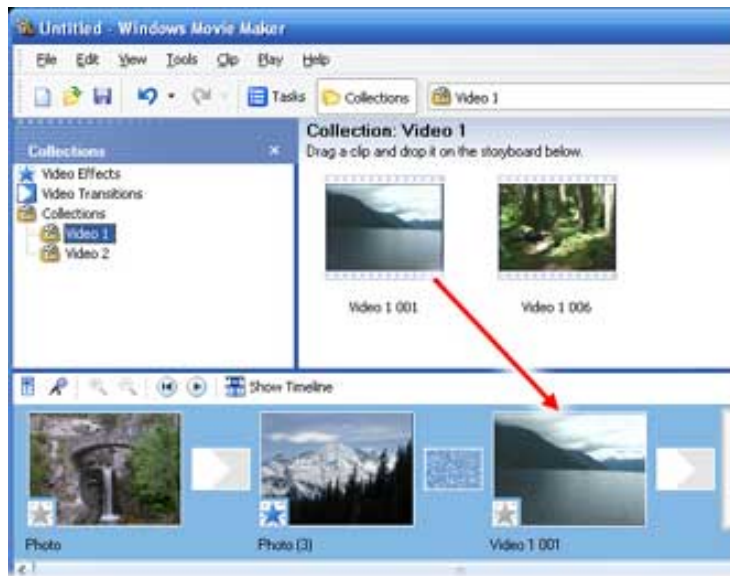 Untitled - Windows Movie Maker
File Edit View Tools Clip Play Help
Tasks Collections Video 1
Collections
Video Effects
Video Transitions
Collections
Video 1
Video 2
Collection: Video 1
Drag a clip and drop it on the storyboard below.
Video 1 001 Video 1 006
Show Timeline
Photo Photo (3) Video 1 001